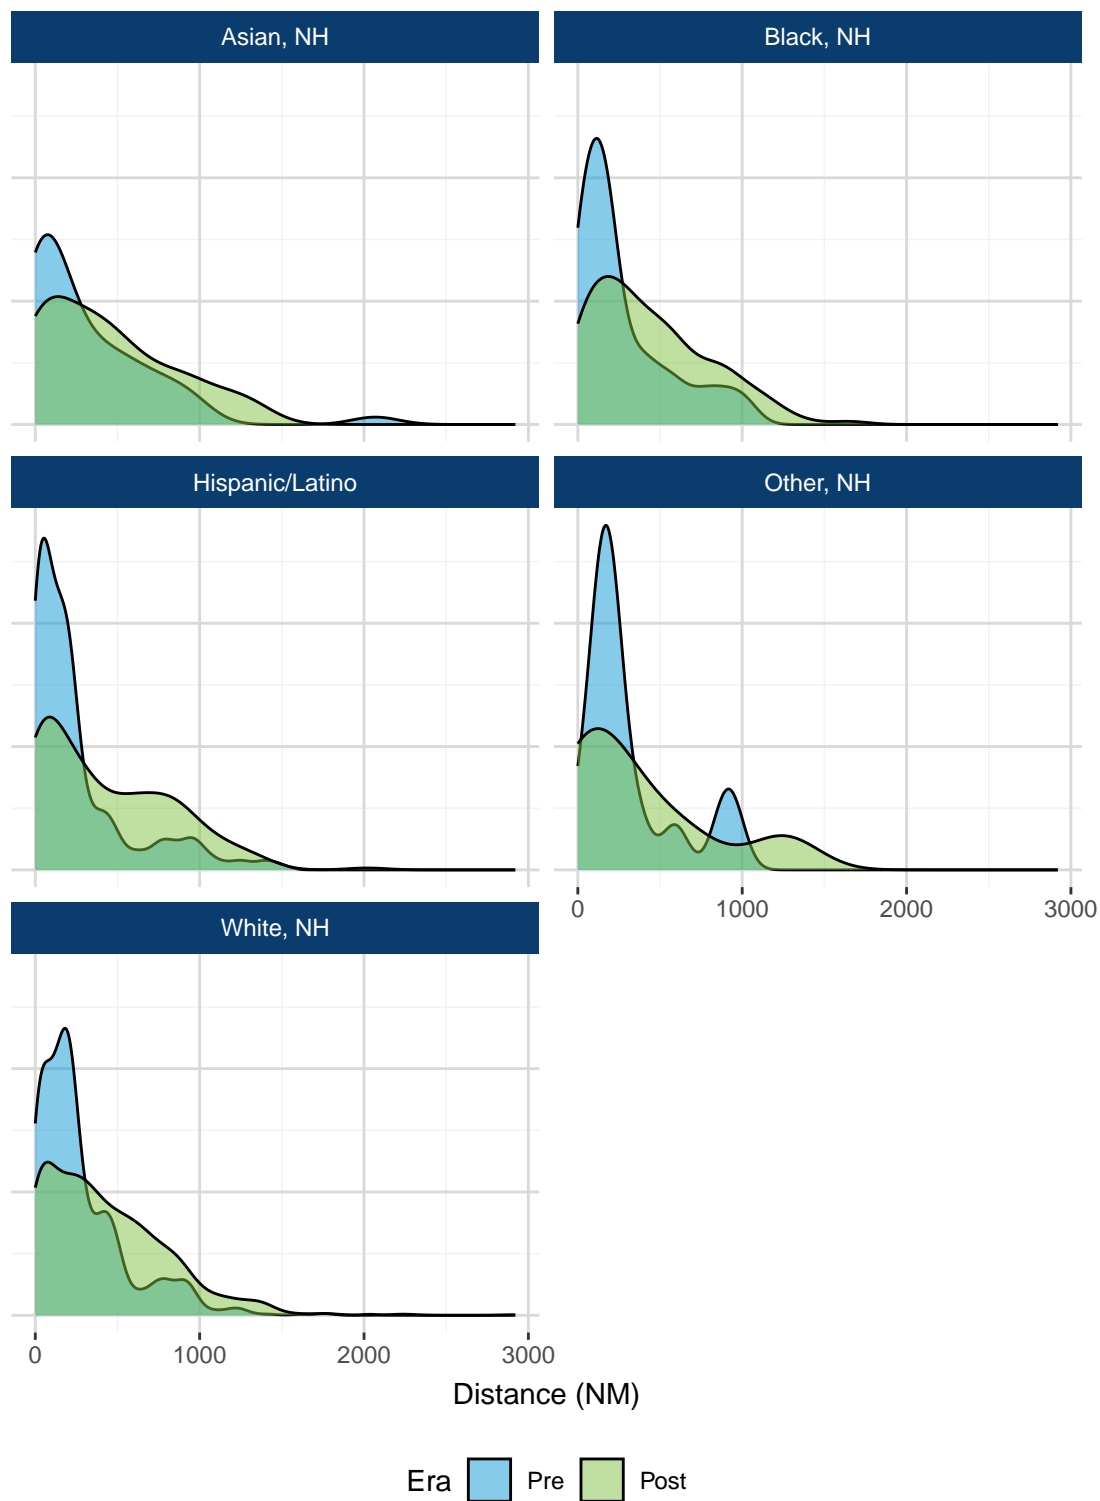 Asian, NH
Black, NH
Hispanic/Latino
Other, NH
0 1000 2000 3000
White, NH
0 1000 2000 3000
Distance (NM)
Era Pre Post